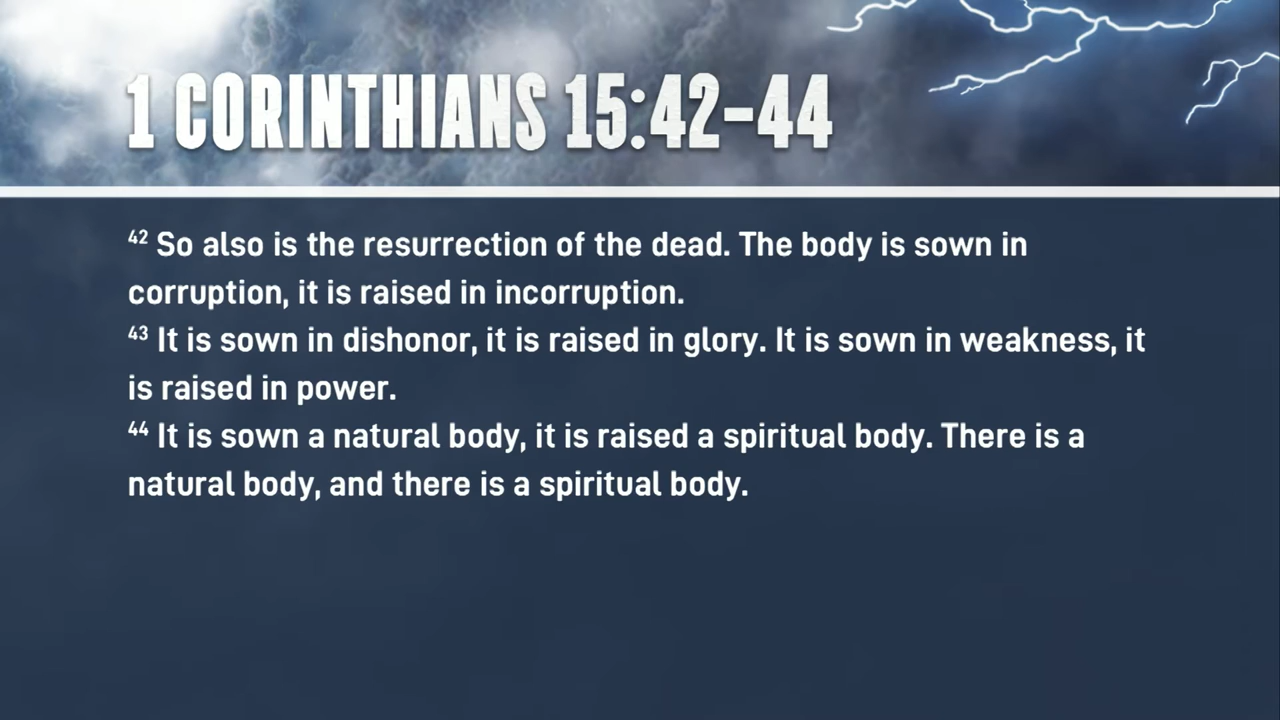 1 CORINTHIANS 15:42-44
42 So also is the resurrection of the dead. The body is sown in
corruption, it is raised in incorruption.
43 It is sown in dishonor, it is raised in glory. It is sown in weakness, it
is raised in power.
44 It is sown a natural body, it is raised a spiritual body. There is a
natural body, and there is a spiritual body.